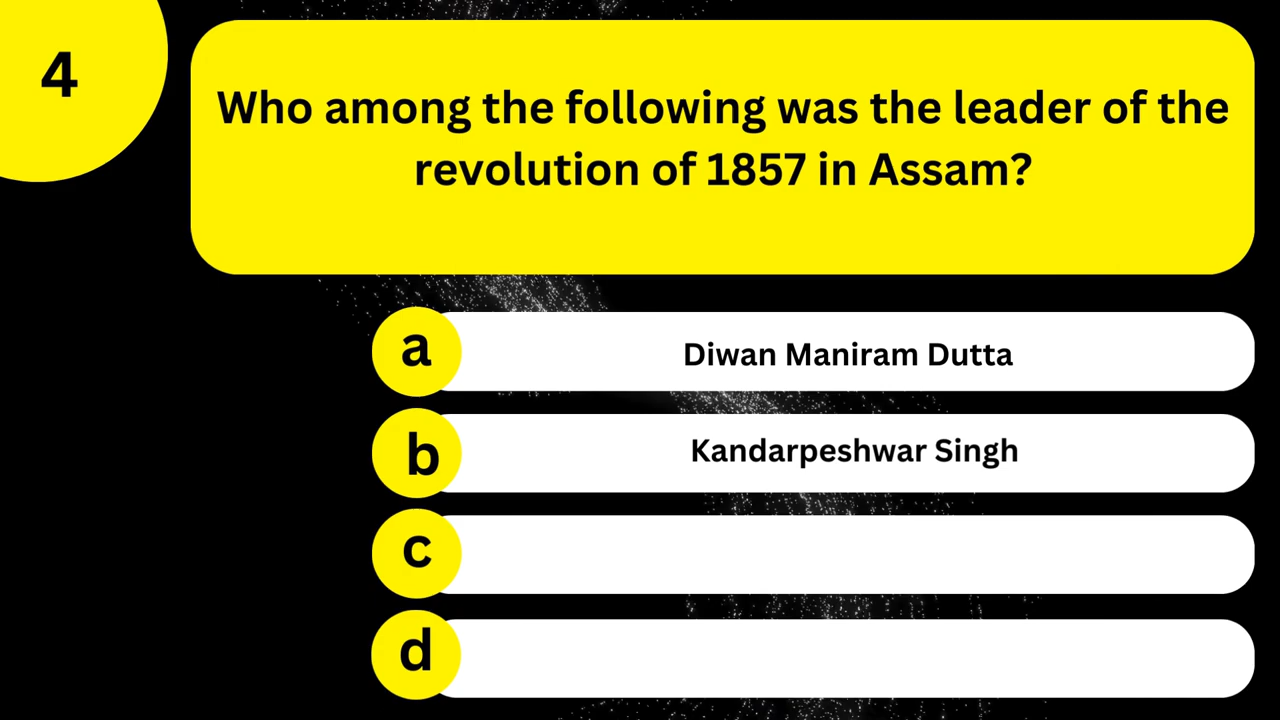 4
Who among the following was the leader of the
revolution of 1857 in Assam?
a
Diwan Maniram Dutta
b
Kandarpeshwar Singh
c
d